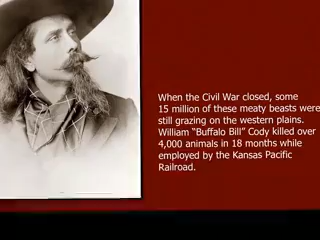 When the Civil War closed, some
15 million of these meaty beasts were
still grazing on the western plains.
William “Buffalo Bill” Cody killed over
4,000 animals in 18 months while
employed by the Kansas Pacific
Railroad.